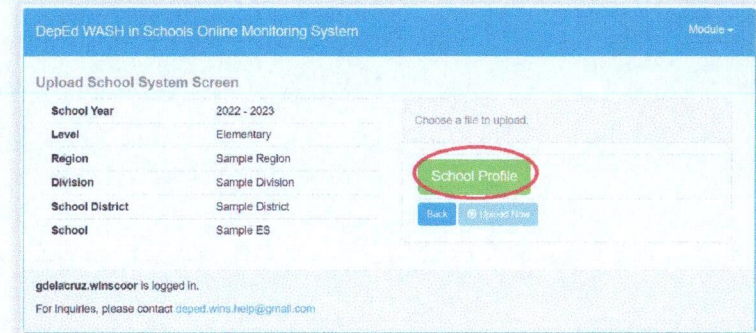 DepEd WASH in Schools Online Monitoring System Module
Upload School System Screen
School Year 2022 - 2023
Level Elementary
Region Sample Region
Division Sample Division
School District Sample District
School Sample ES
Choose a file to upload.
School Profile
Back Upload Now
gdelacruz.winscoor is logged in.
For inquiries, please contact deped.wins.help@gmail.com